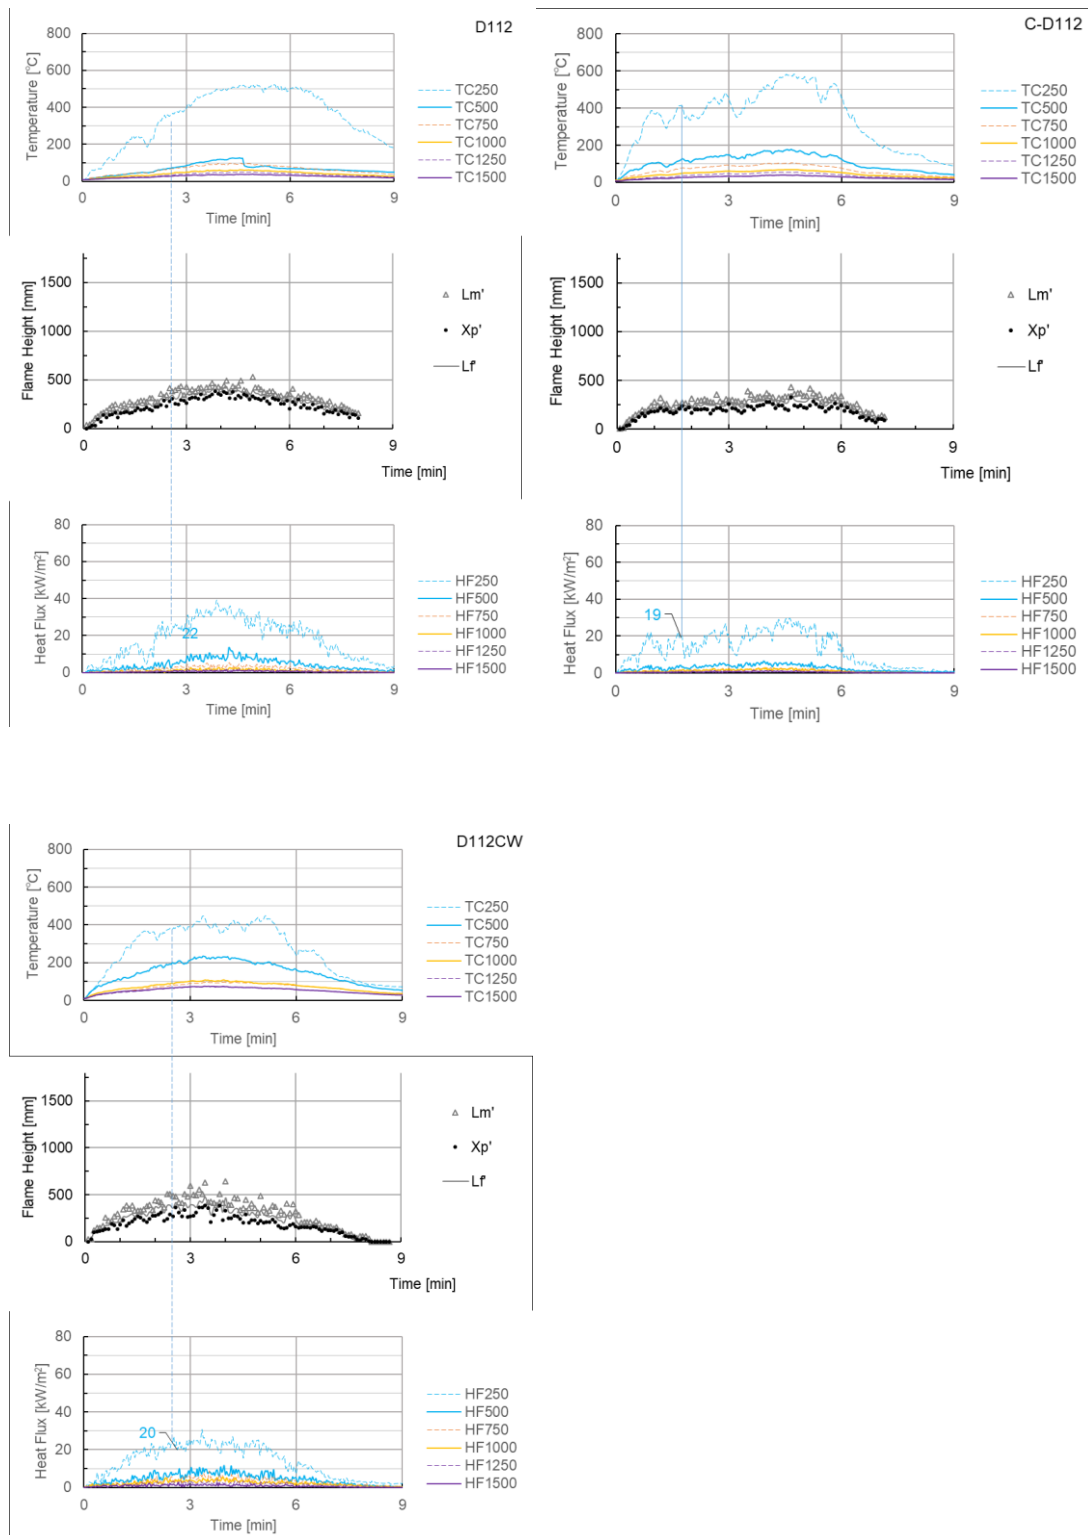 D112
Temperature [°C]
800
600
400
200
0
0 3 6 9
Time [min]
TC250
TC500
TC750
TC1000
TC1250
TC1500
C-D112
Temperature [°C]
800
600
400
200
0
0 3 6 9
Time [min]
TC250
TC500
TC750
TC1000
TC1250
TC1500
Flame Height [mm]
1500
1000
500
0
0 3 6 9
Time [min]
Lm'
Xp'
Lf'
Flame Height [mm]
1500
1000
500
0
0 3 6 9
Time [min]
Lm'
Xp'
Lf'
Heat Flux [kW/m²]
80
60
40
20
0
22
0 3 6 9
Time [min]
HF250
HF500
HF750
HF1000
HF1250
HF1500
Heat Flux [kW/m²]
80
60
40
20
0
19
0 3 6 9
Time [min]
HF250
HF500
HF750
HF1000
HF1250
HF1500
D112CW
Temperature [°C]
800
600
400
200
0
0 3 6 9
Time [min]
TC250
TC500
TC750
TC1000
TC1250
TC1500
Flame Height [mm]
1500
1000
500
0
0 3 6 9
Time [min]
Lm'
Xp'
Lf'
Heat Flux [kW/m²]
80
60
40
20
0
20
0 3 6 9
Time [min]
HF250
HF500
HF750
HF1000
HF1250
HF1500